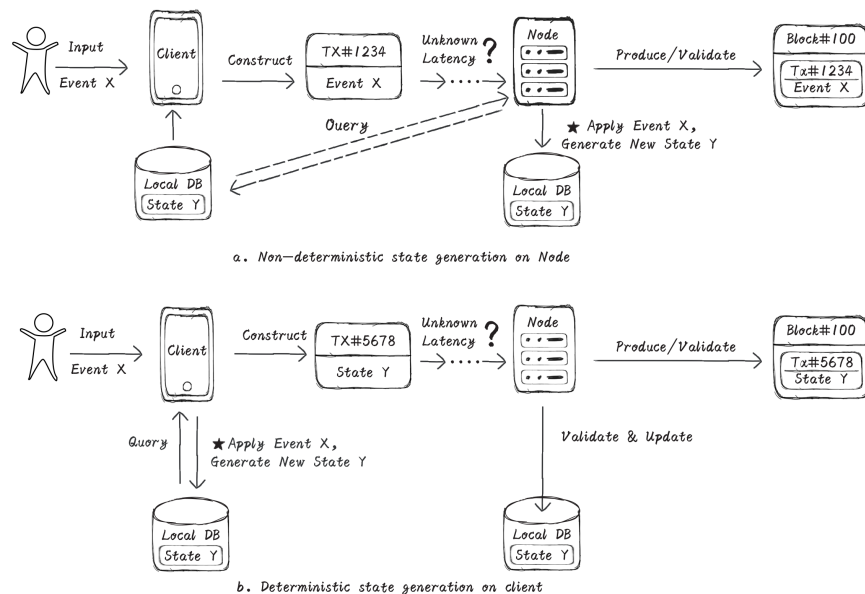 Input
Event X
Client
Construct
TX#1234
Event X
Unknown
Latency ?
Node
Produce/Validate
Block#100
Tx#1234
Event X
Query
★ Apply Event X,
Generate New State Y
Local DB
State Y
Local DB
State Y
a. Non-deterministic state generation on Node
Input
Event X
Client
Construct
TX#5678
State Y
Unknown
Latency ?
Node
Produce/Validate
Block#100
Tx#5678
State Y
Quory
★ Apply Event X,
Generate New State Y
Validate & Update
Local DB
State Y
Local DB
State Y
b. Deterministic state generation on client